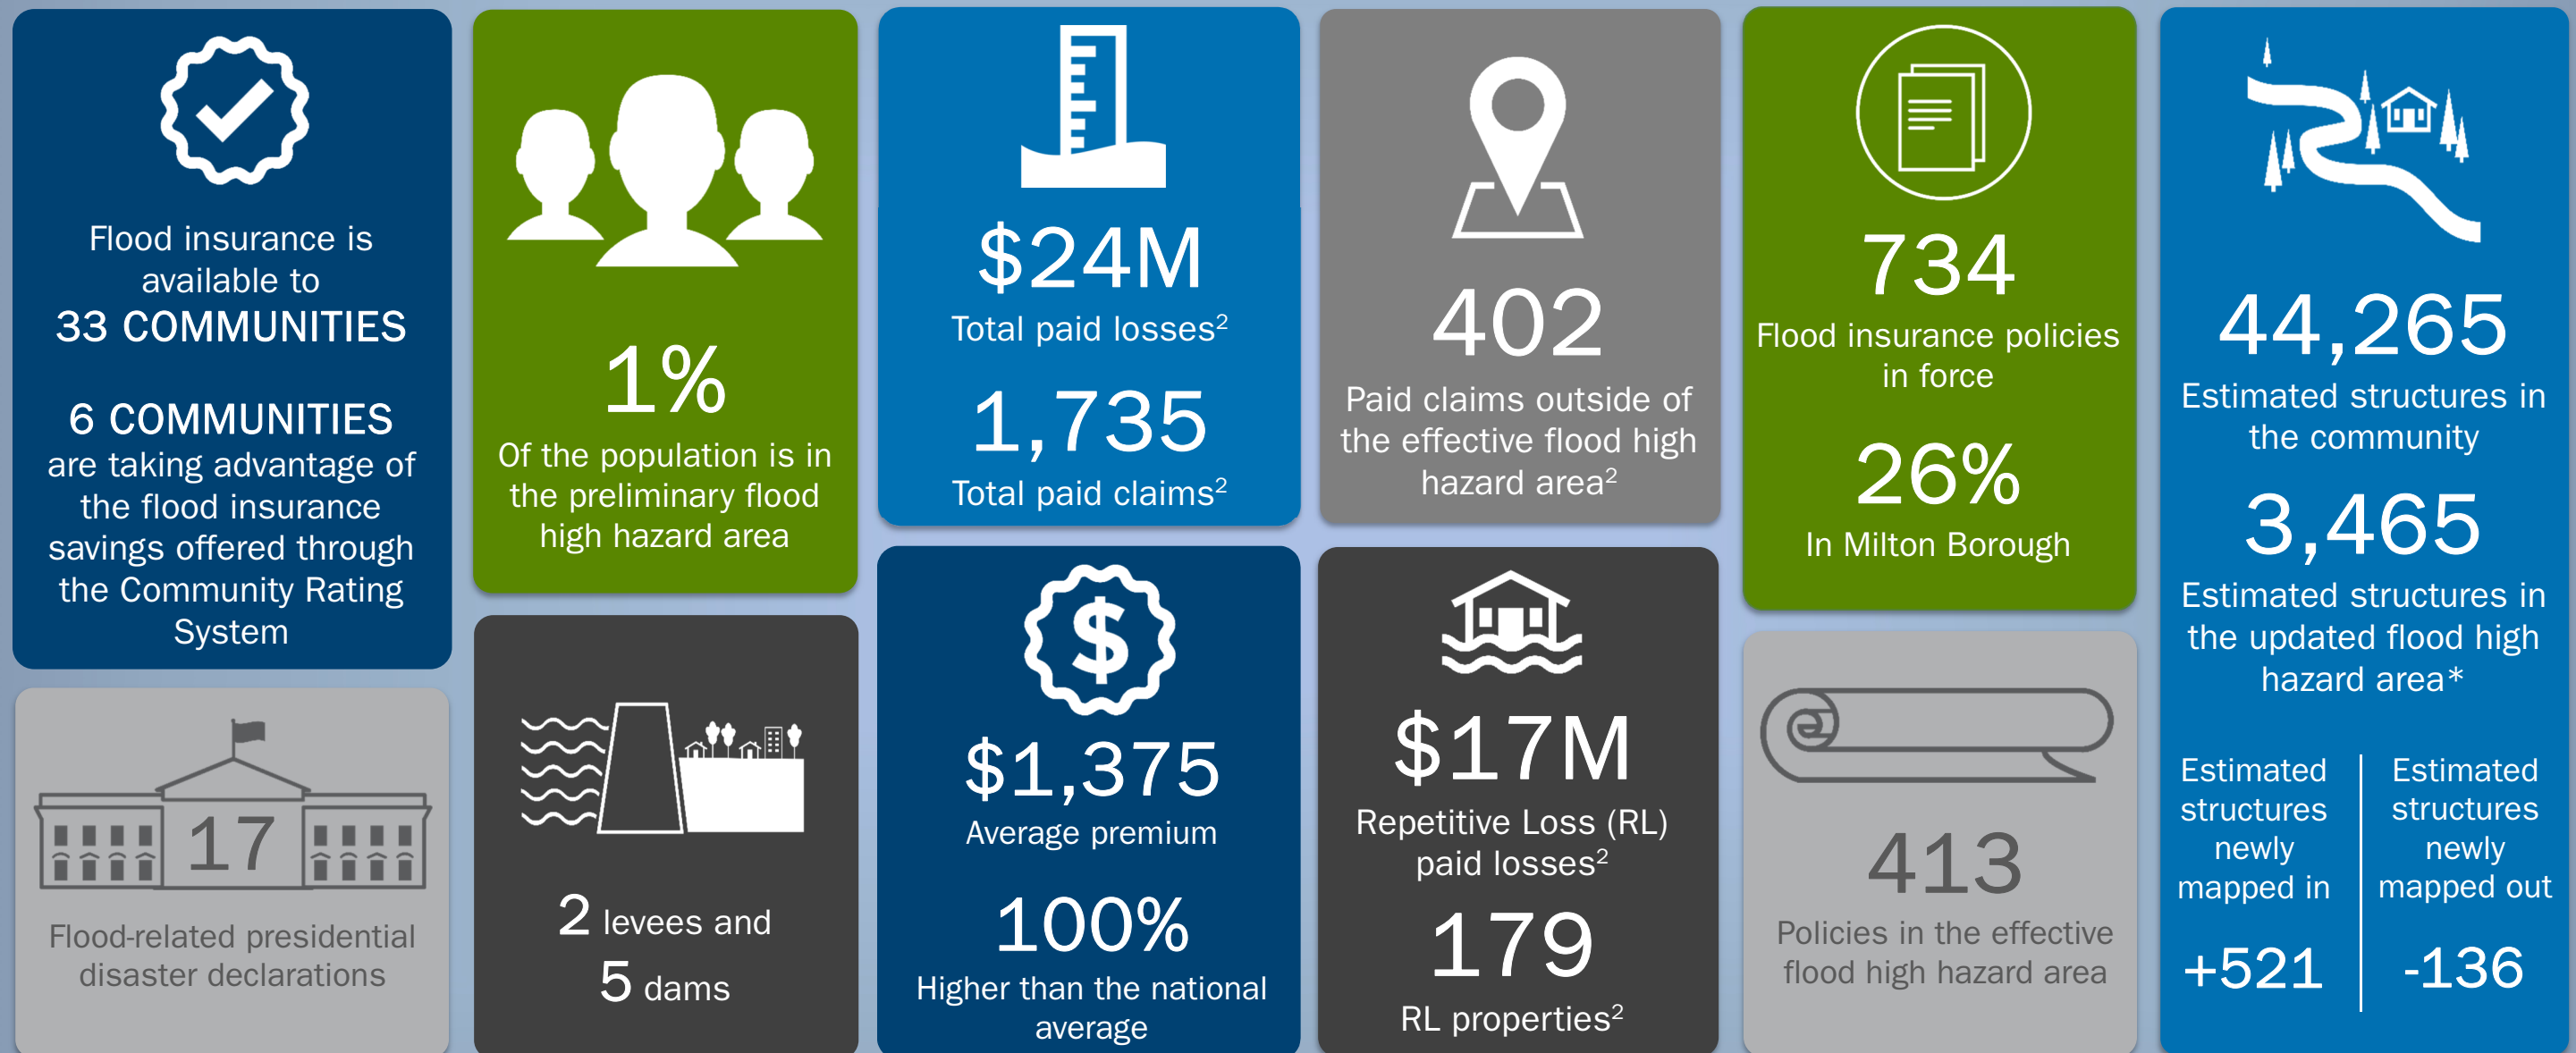 Flood insurance is
available to
33 COMMUNITIES
6 COMMUNITIES
are taking advantage of
the flood insurance
savings offered through
the Community Rating
System
17
Flood-related presidential
disaster declarations
1%
Of the population is in
the preliminary flood
high hazard area
2 levees and
5 dams
$24M
Total paid losses²
1,735
Total paid claims²
$
$1,375
Average premium
100%
Higher than the national
average
402
Paid claims outside of
the effective flood high
hazard area²
$17M
Repetitive Loss (RL)
paid losses²
179
RL properties²
734
Flood insurance policies
in force
26%
In Milton Borough
413
Policies in the effective
flood high hazard area
44,265
Estimated structures in
the community
3,465
Estimated structures in
the updated flood high
hazard area*
Estimated
structures
newly
mapped in
+521
Estimated
structures
newly
mapped out
-136